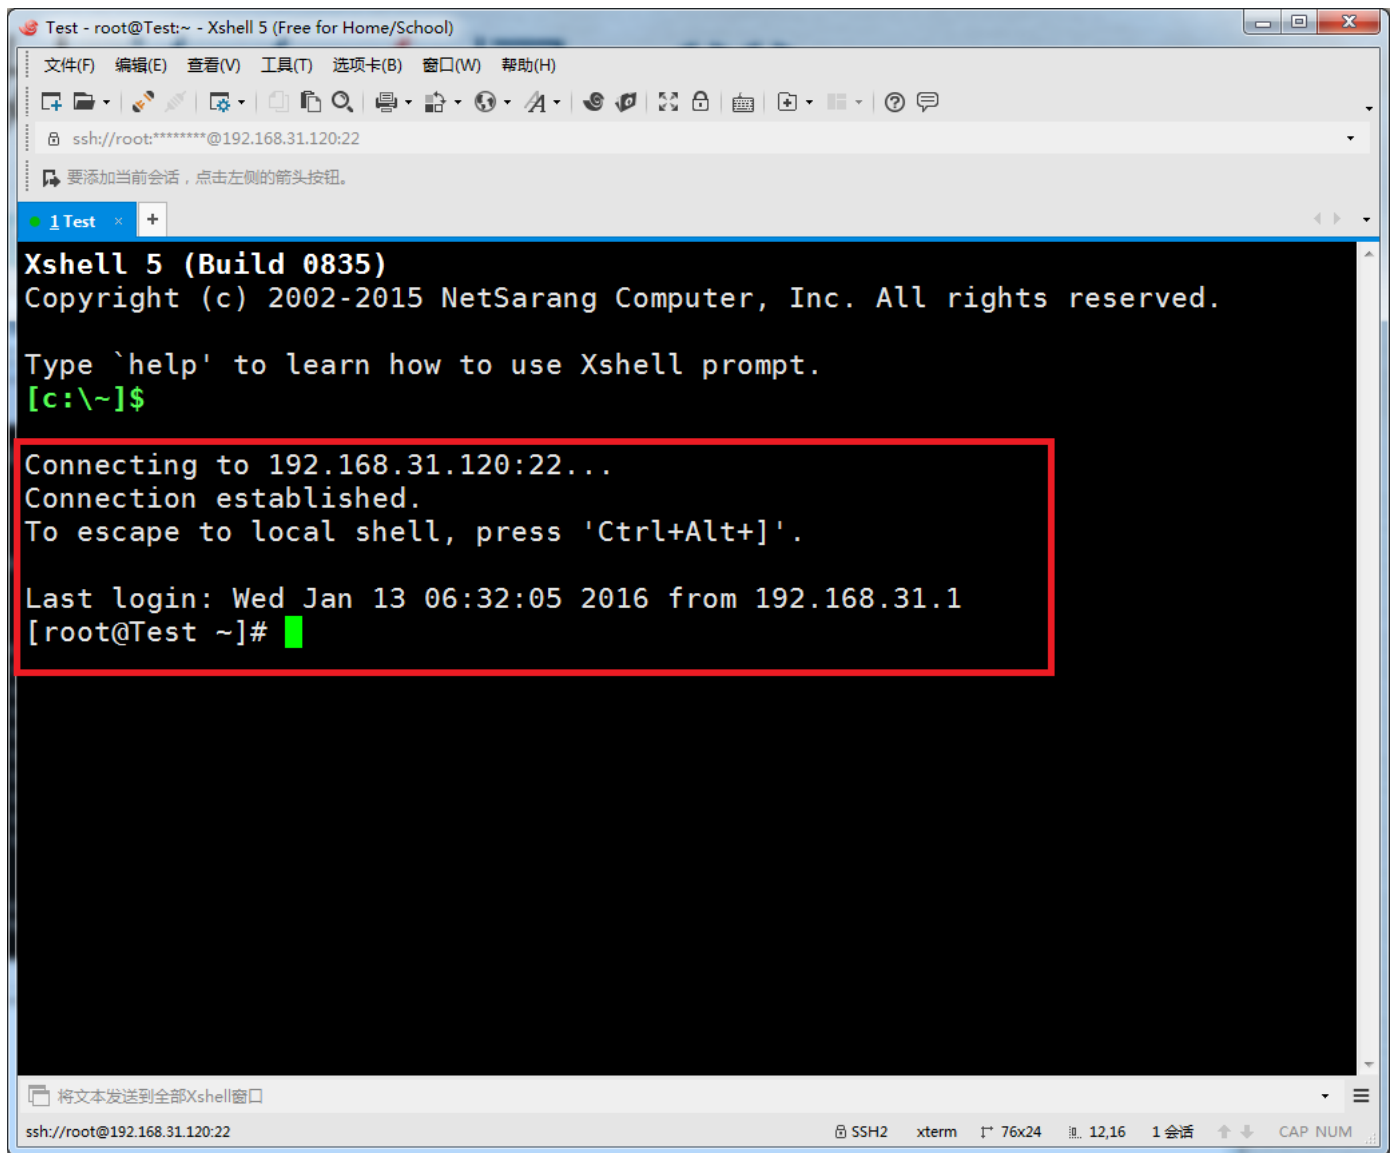 Test - root@Test:~ - Xshell 5 (Free for Home/School)
文件(F) 编辑(E) 查看(V) 工具(T) 选项卡(B) 窗口(W) 帮助(H)
ssh://root:********@192.168.31.120:22
要添加当前会话，点击左侧的箭头按钮。
1 Test × +
Xshell 5 (Build 0835)
Copyright (c) 2002-2015 NetSarang Computer, Inc. All rights reserved.
Type `help' to learn how to use Xshell prompt.
[c:\~]$
Connecting to 192.168.31.120:22...
Connection established.
To escape to local shell, press 'Ctrl+Alt+]'.
Last login: Wed Jan 13 06:32:05 2016 from 192.168.31.1
[root@Test ~]#
将文本发送到全部Xshell窗口
ssh://root@192.168.31.120:22 SSH2 xterm 76x24 12,16 1 会话 CAP NUM